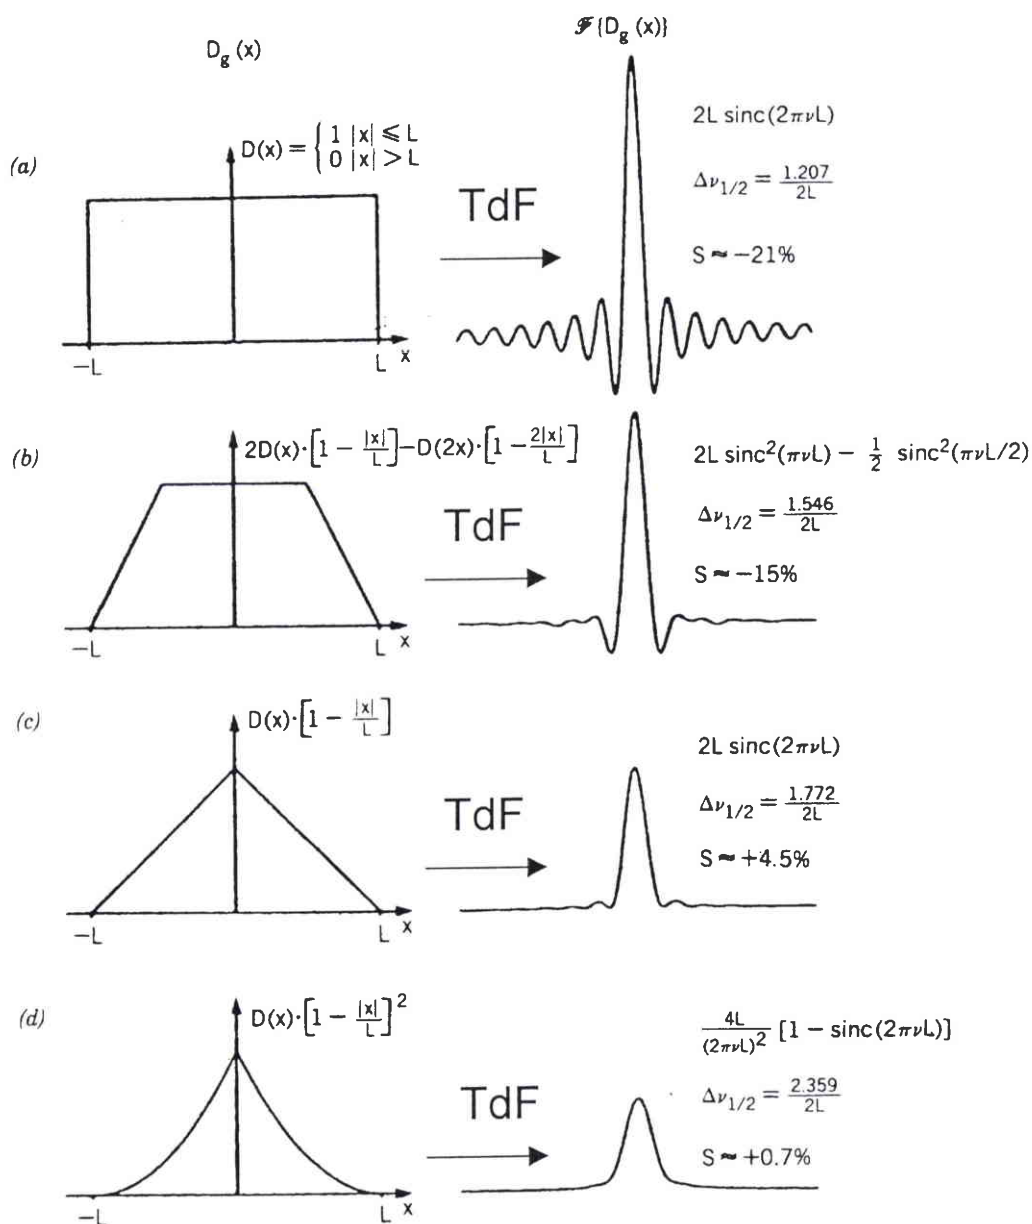 D_g (x)
ℱ{D_g (x)}
(a)
D(x) = { 1 |x| ⩽ L
0 |x| > L
TdF
-L
L x
2L sinc(2πνL)
Δν_1/2 = 1.207/2L
S ≈ -21%
(b)
2D(x)·[1 - |x|/L]-D(2x)·[1 - 2|x|/L]
TdF
-L
L x
2L sinc²(πνL) - 1/2 sinc²(πνL/2)
Δν_1/2 = 1.546/2L
S ≈ -15%
(c)
D(x)·[1 - |x|/L]
TdF
-L
L x
2L sinc(2πνL)
Δν_1/2 = 1.772/2L
S ≈ +4.5%
(d)
D(x)·[1 - |x|/L]²
TdF
-L
L x
4L/(2πνL)² [1 - sinc(2πνL)]
Δν_1/2 = 2.359/2L
S ≈ +0.7%